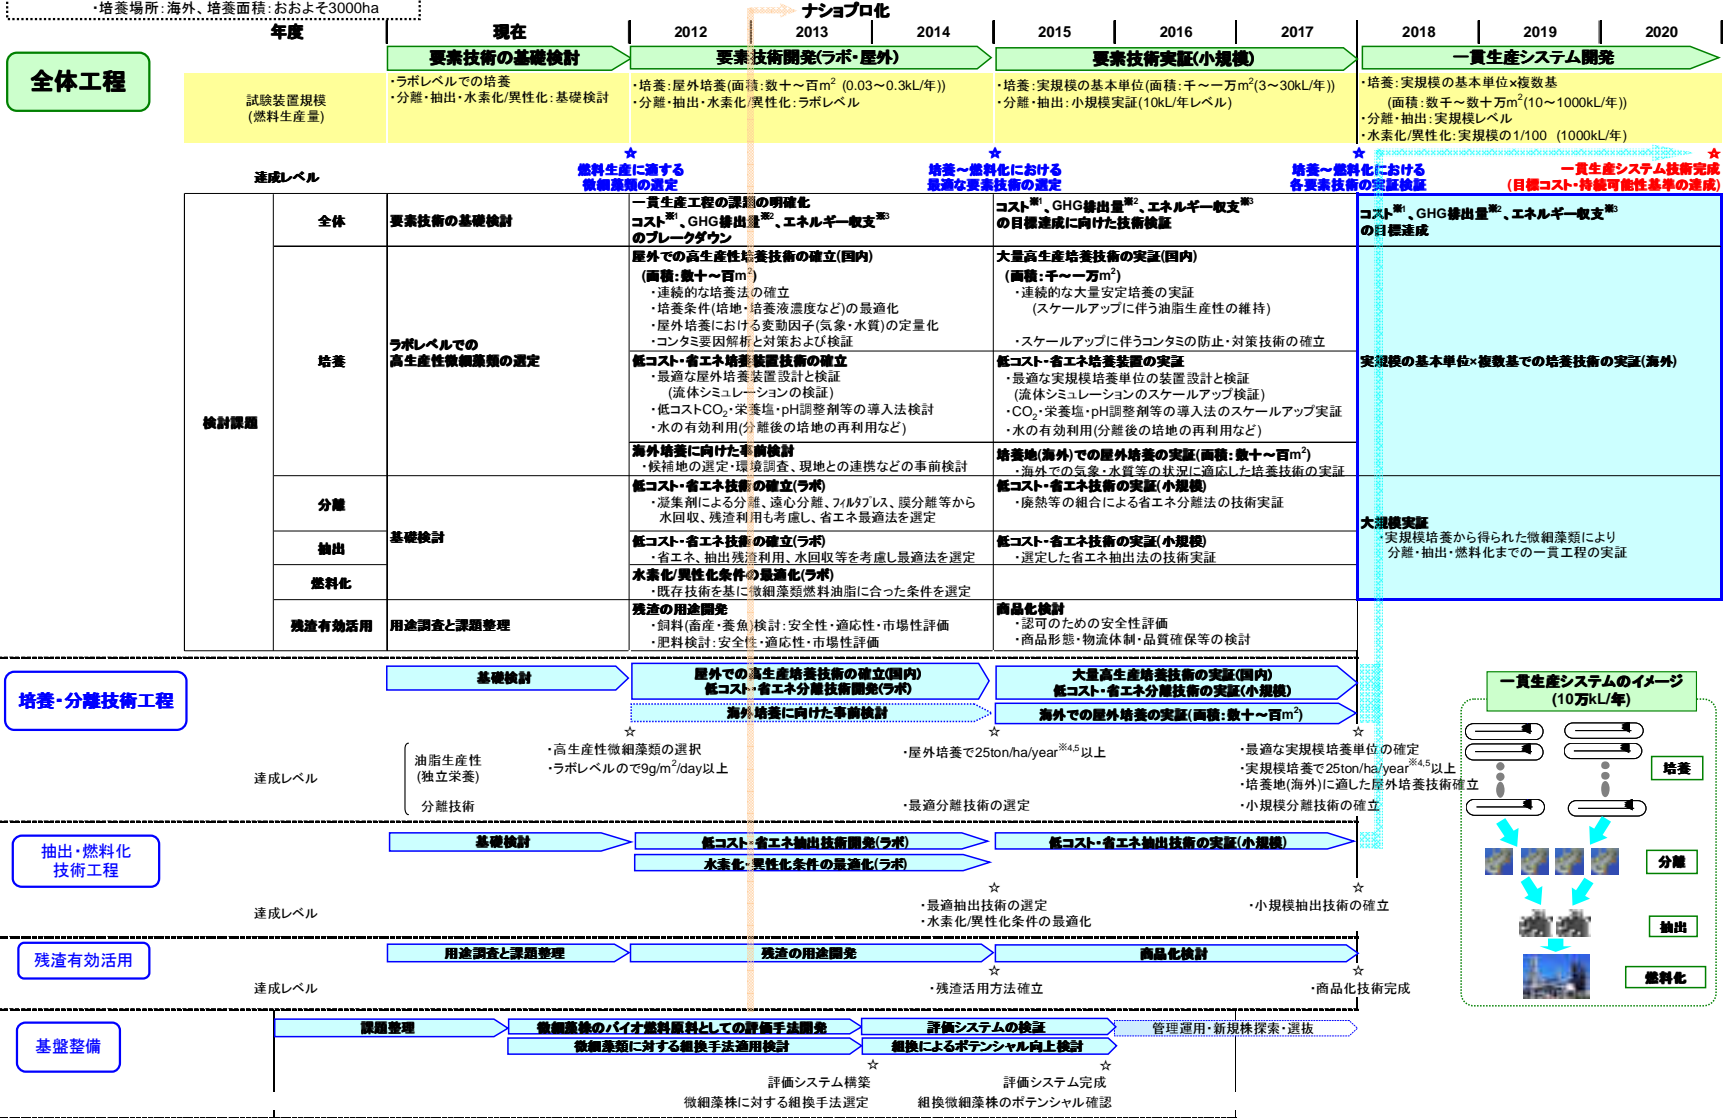 ・培養場所：海外、培養面積：おおよそ3000ha
ナショプロ化
年度 現在 2012 2013 2014 2015 2016 2017 2018 2019 2020
全体工程
要素技術の基礎検討 要素技術開発(ラボ・屋外) 要素技術実証(小規模) 一貫生産システム開発
試験装置規模
(燃料生産量)
・ラボレベルでの培養
・分離・抽出・水素化/異性化：基礎検討
・培養：屋外培養(面積：数十～百m²（0.03～0.3kL/年))
・分離・抽出・水素化/異性化：ラボレベル
・培養：実規模の基本単位(面積：千～一万m²(3～30kL/年))
・分離・抽出：小規模実証(10kL/年レベル)
・培養：実規模の基本単位×複数基
(面積：数千～数十万m²(10～1000kL/年))
・分離・抽出：実規模レベル
・水素化/異性化：実規模の1/100 (1000kL/年)
達成レベル
☆
燃料生産に適する
微細藻類の選定
☆
培養～燃料化における
最適な要素技術の選定
☆
培養～燃料化における
各要素技術の実証検証
☆
一貫生産システム技術完成
(目標コスト・持続可能性基準の達成)
検討課題
全体
要素技術の基礎検討
一貫生産工程の課題の明確化
コスト※1、GHG排出量※2、エネルギー収支※3
のブレークダウン
コスト※1、GHG排出量※2、エネルギー収支※3
の目標達成に向けた技術検証
コスト※1、GHG排出量※2、エネルギー収支※3
の目標達成
培養
ラボレベルでの
高生産性微細藻類の選定
屋外での高生産性培養技術の確立(国内)
(面積：数十～百m²)
・連続的な培養法の確立
・培養条件(培地・培養液濃度など)の最適化
・屋外培養における変動因子(気象・水質)の定量化
・コンタミ要因解析と対策および検証
大量高生産培養技術の実証(国内)
(面積：千～一万m²)
・連続的な大量安定培養の実証
(スケールアップに伴う油脂生産性の維持)
・スケールアップに伴うコンタミの防止・対策技術の確立
低コスト・省エネ培養装置技術の確立
・最適な屋外培養装置設計と検証
(流体シミュレーションの検証)
・低コストCO₂・栄養塩・pH調整剤等の導入法検討
・水の有効利用(分離後の培地の再利用など)
低コスト・省エネ培養装置の実証
・最適な実規模培養単位の装置設計と検証
(流体シミュレーションのスケールアップ検証)
・CO₂・栄養塩・pH調整剤等の導入法のスケールアップ実証
・水の有効利用(分離後の培地の再利用など)
実規模の基本単位×複数基での培養技術の実証(海外)
海外培養に向けた事前検討
・候補地の選定・環境調査、現地との連携などの事前検討
培養地(海外)での屋外培養の実証(面積：数十～百m²)
・海外での気象・水質等の状況に適応した培養技術の実証
分離
基礎検討
低コスト・省エネ技術の確立(ラボ)
・凝集剤による分離、遠心分離、フィルタプレス、膜分離等から
水回収、残渣利用も考慮し、省エネ最適法を選定
低コスト・省エネ技術の実証(小規模)
・廃熱等の組合による省エネ分離法の技術実証
大規模実証
・実規模培養から得られた微細藻類により
分離・抽出・燃料化までの一貫工程の実証
抽出
低コスト・省エネ技術の確立(ラボ)
・省エネ、抽出残渣利用、水回収等を考慮し最適法を選定
低コスト・省エネ技術の実証(小規模)
・選定した省エネ抽出法の技術実証
燃料化
水素化/異性化条件の最適化(ラボ)
・既存技術を基に微細藻類燃料油脂に合った条件を選定
残渣有効活用
用途調査と課題整理
残渣の用途開発
・飼料(畜産・養魚)検討：安全性・適応性・市場性評価
・肥料検討：安全性・適応性・市場性評価
商品化検討
・認可のための安全性評価
・商品形態・物流体制・品質確保等の検討
培養・分離技術工程
基礎検討
屋外での高生産培養技術の確立(国内)
低コスト・省エネ分離技術開発(ラボ)
大量高生産培養技術の実証(国内)
低コスト・省エネ分離技術の実証(小規模)
海外培養に向けた事前検討
海外での屋外培養の実証(面積：数十～百m²)
☆ ☆ ☆
達成レベル
油脂生産性
(独立栄養)
分離技術
・高生産性微細藻類の選択
・ラボレベルので9g/m²/day以上
・屋外培養で25ton/ha/year※4,5以上
・最適分離技術の選定
・最適な実規模培養単位の確定
・実規模培養で25ton/ha/year※4,5以上
・培養地(海外)に適した屋外培養技術確立
・小規模分離技術の確立
抽出・燃料化
技術工程
基礎検討
低コスト・省エネ抽出技術開発(ラボ)
低コスト・省エネ抽出技術の実証(小規模)
水素化・異性化条件の最適化(ラボ)
☆ ☆
達成レベル
・最適抽出技術の選定
・水素化/異性化条件の最適化
・小規模抽出技術の確立
残渣有効活用
用途調査と課題整理 残渣の用途開発 商品化検討
☆ ☆
達成レベル
・残渣活用方法確立
・商品化技術完成
基盤整備
課題整理
微細藻株のバイオ燃料原料としての評価手法開発
評価システムの検証
管理運用・新規株探索・選抜
微細藻類に対する組換手法適用検討
組換によるポテンシャル向上検討
☆ ☆
評価システム構築
微細藻株に対する組換手法選定
評価システム完成
組換微細藻株のポテンシャル確認
一貫生産システムのイメージ
(10万kL/年)
培養
分離
抽出
燃料化